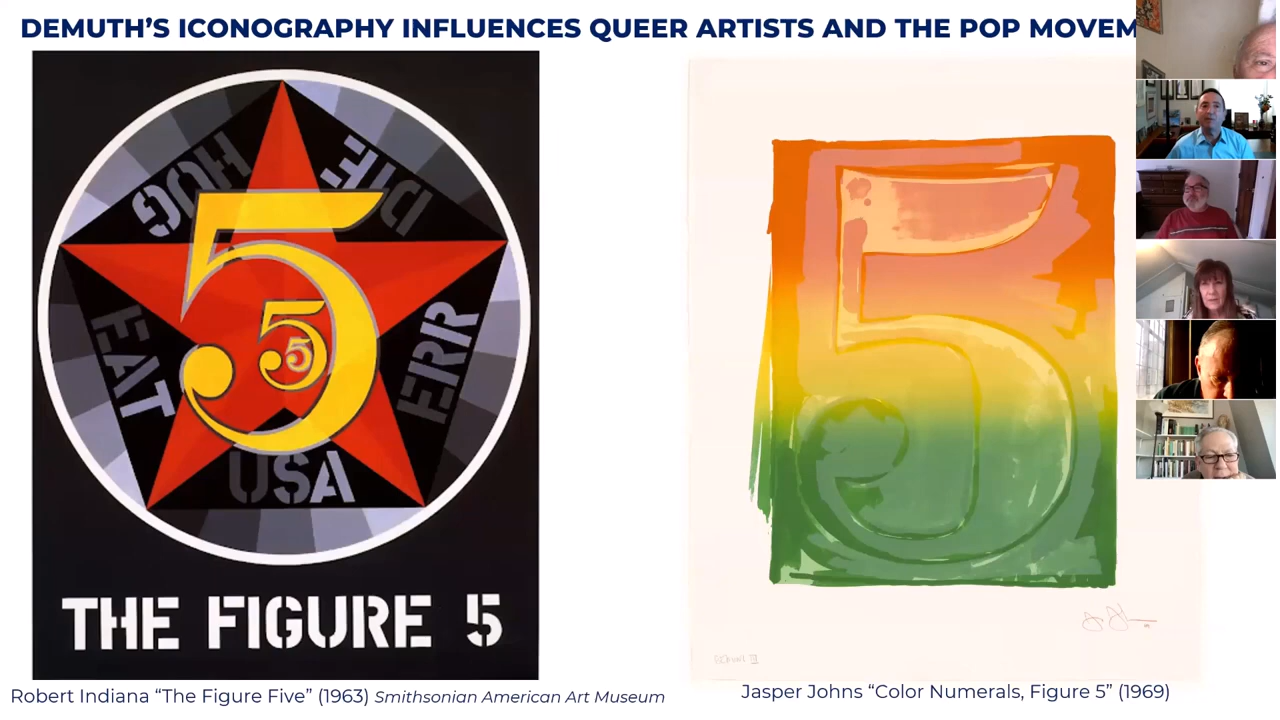 DEMUTH'S ICONOGRAPHY INFLUENCES QUEER ARTISTS AND THE POP MOVEM
HUG
DIE
5
5
5
EAT
ERR
USA
THE FIGURE 5
5
III
Robert Indiana “The Figure Five” (1963) Smithsonian American Art Museum
Jasper Johns “Color Numerals, Figure 5” (1969)